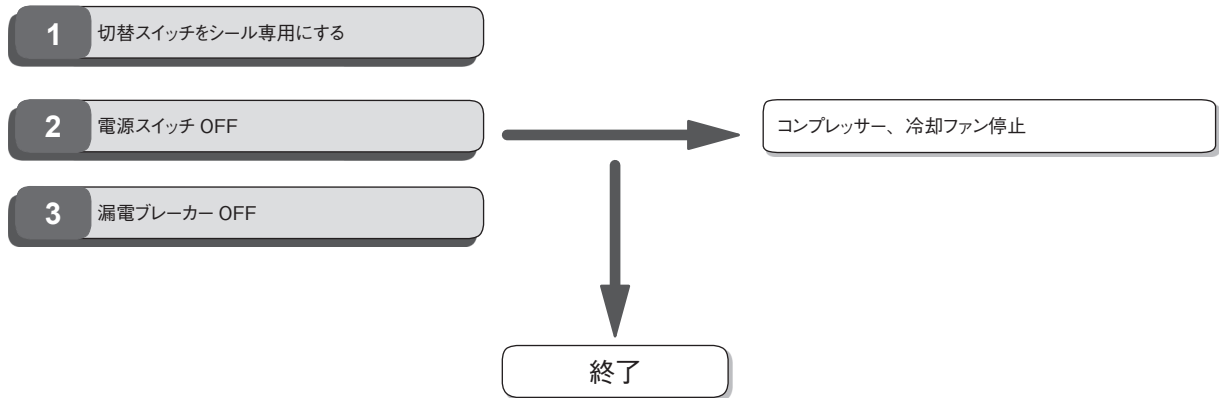 1 切替スイッチをシール専用にする
2 電源スイッチ OFF
コンプレッサー、冷却ファン停止
3 漏電ブレーカー OFF
終了